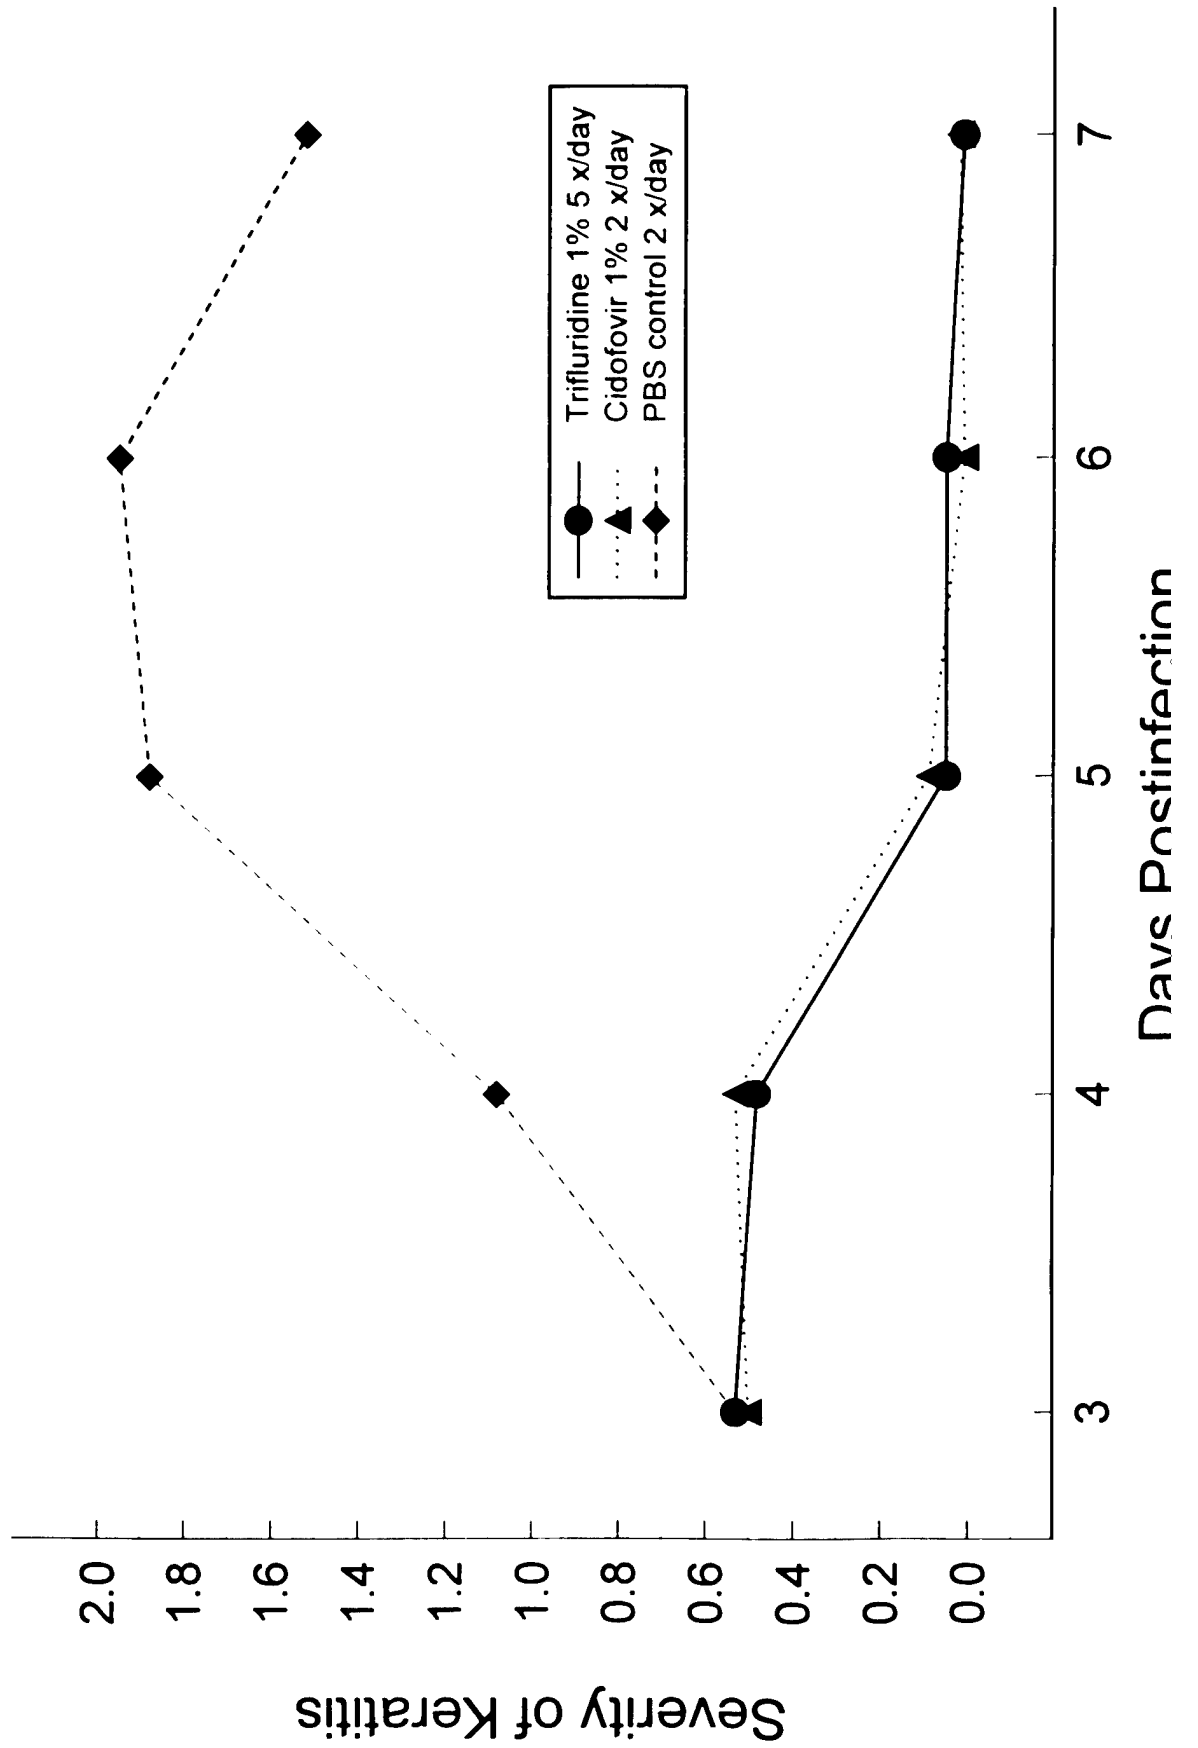 Severity of Keratitis
2.0
1.8
1.6
1.4
1.2
1.0
0.8
0.6
0.4
0.2
0.0
Trifluridine 1% 5 x/day
Cidofovir 1% 2 x/day
PBS control 2 x/day
3 4 5 6 7
Days Postinfection